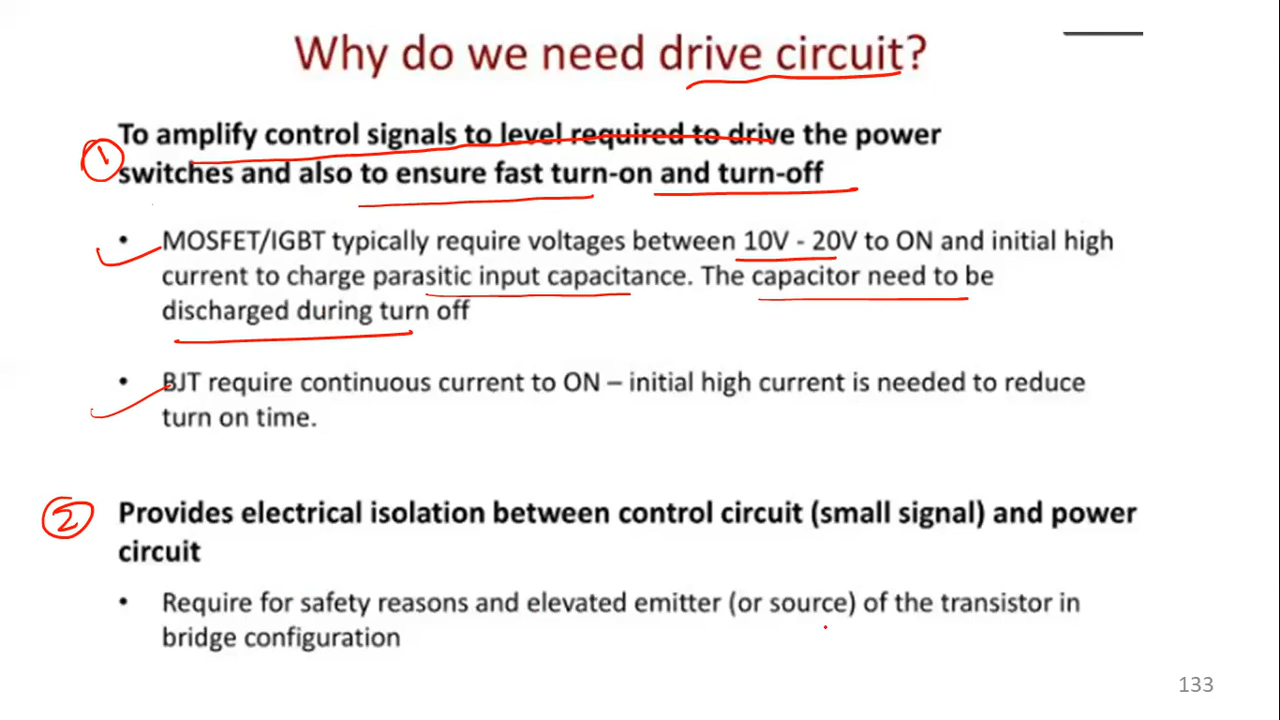 Why do we need drive circuit?
To amplify control signals to level required to drive the power
1
switches and also to ensure fast turn-on and turn-off
• MOSFET/IGBT typically require voltages between 10V - 20V to ON and initial high
current to charge parasitic input capacitance. The capacitor need to be
discharged during turn off
• BJT require continuous current to ON – initial high current is needed to reduce
turn on time.
2 Provides electrical isolation between control circuit (small signal) and power
circuit
• Require for safety reasons and elevated emitter (or source) of the transistor in
bridge configuration
133